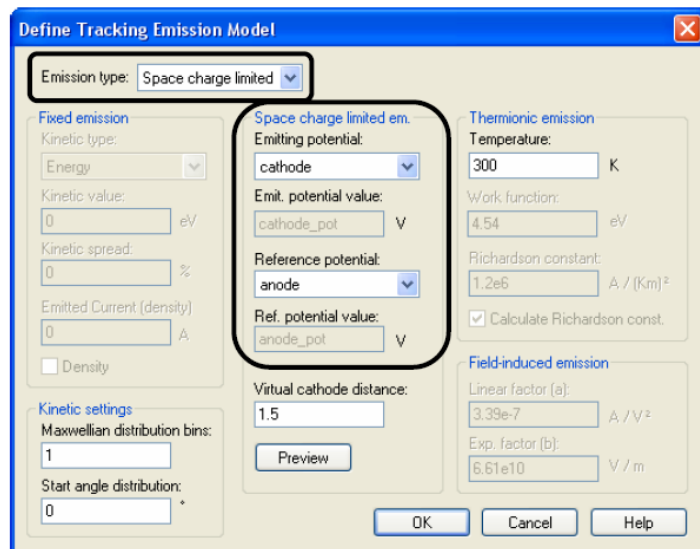 Define Tracking Emission Model
Emission type: Space charge limited
Fixed emission
Kinetic type:
Energy
Kinetic value:
0 eV
Kinetic spread:
0 %
Emitted Current (density)
0 A
Density
Kinetic settings
Maxwellian distribution bins:
1
Start angle distribution:
0 °
Space charge limited em.
Emitting potential:
cathode
Emit. potential value:
cathode_pot V
Reference potential:
anode
Ref. potential value:
anode_pot V
Virtual cathode distance:
1.5
Preview
Thermionic emission
Temperature:
300 K
Work function:
4.54 eV
Richardson constant:
1.2e6 A / (Km)²
Calculate Richardson const.
Field-induced emission
Linear factor (a):
3.39e-7 A / V²
Exp. factor (b):
6.61e10 V / m
OK Cancel Help